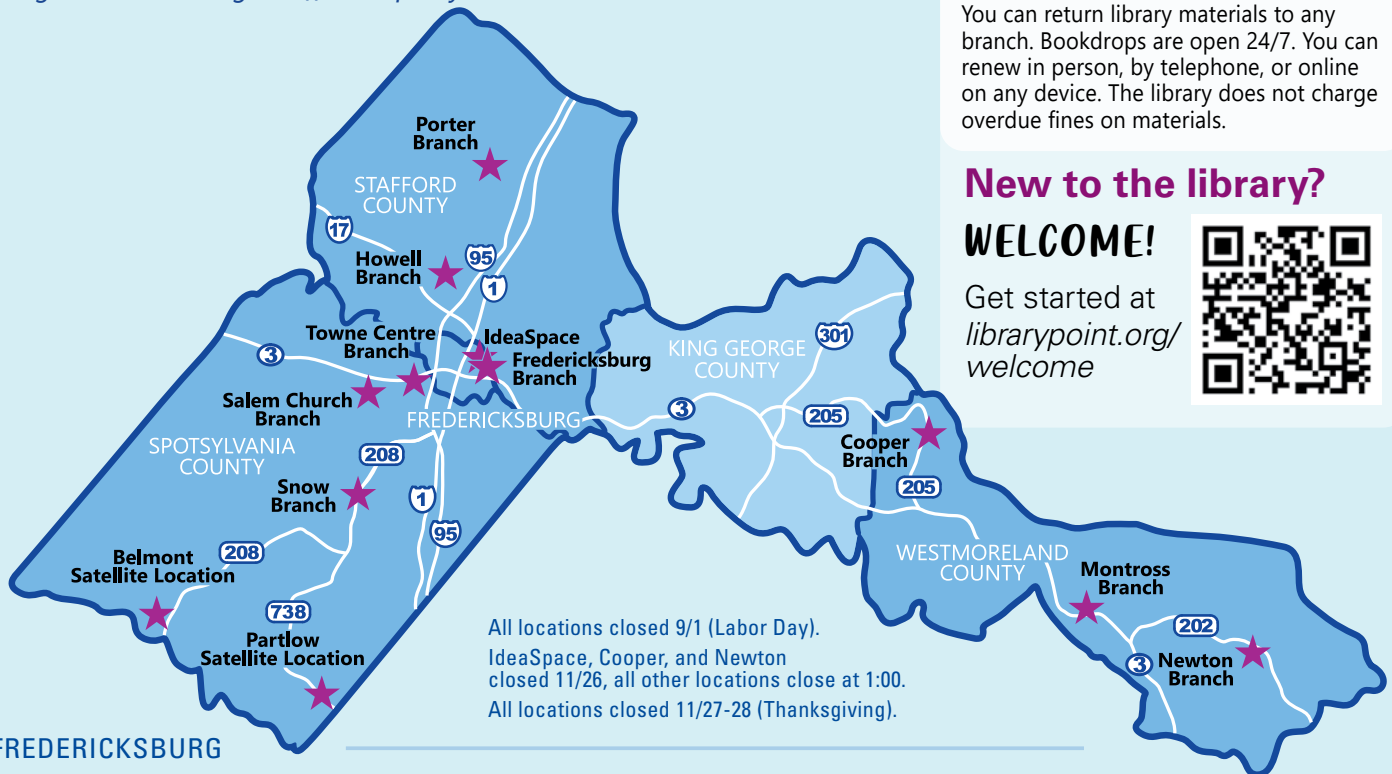 You can return library materials to any
branch. Bookdrops are open 24/7. You can
renew in person, by telephone, or online
on any device. The library does not charge
overdue fines on materials.
New to the library?
WELCOME!
Get started at
librarypoint.org/
welcome
Porter
Branch
STAFFORD
COUNTY
17
Howell
Branch
95
1
Towne Centre
Branch
IdeaSpace
Fredericksburg
Branch
3
Salem Church
Branch
FREDERICKSBURG
SPOTSYLVANIA
COUNTY
208
Snow
Branch
1
95
Belmont
Satellite Location
208
738
Partlow
Satellite Location
KING GEORGE
COUNTY
301
3
205
Cooper
Branch
205
WESTMORELAND
COUNTY
Montross
Branch
202
3
Newton
Branch
All locations closed 9/1 (Labor Day).
IdeaSpace, Cooper, and Newton
closed 11/26, all other locations close at 1:00.
All locations closed 11/27-28 (Thanksgiving).
FREDERICKSBURG